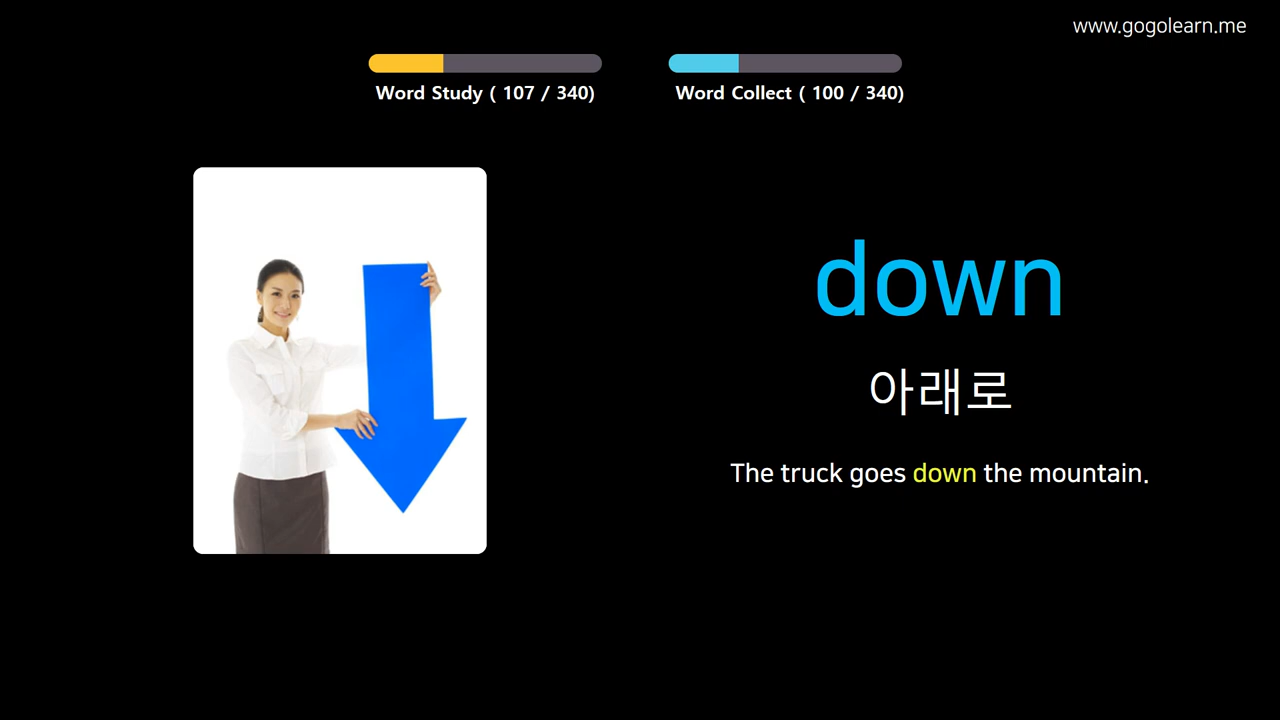 www.gogolearn.me
Word Study ( 107 / 340)
Word Collect ( 100 / 340)
down
아래로
The truck goes down the mountain.